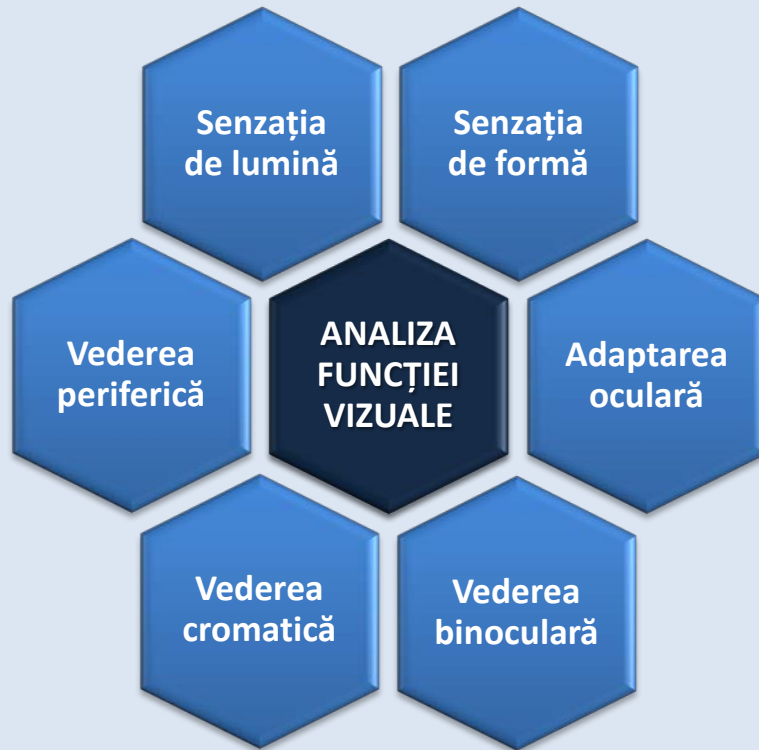 Senzația
de lumină
Senzația
de formă
Vederea
periferică
ANALIZA
FUNCȚIEI
VIZUALE
Adaptarea
oculară
Vederea
cromatică
Vederea
binoculară